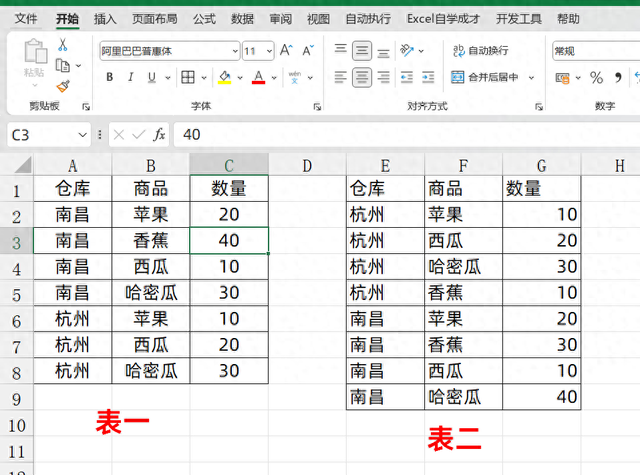 文件 开始 插入 页面布局 公式 数据 审阅 视图 自动执行 Excel自学成才 开发工具 帮助
粘贴
剪贴板
阿里巴巴普惠体 11 A A
B I U A wén 文
字体
ab 自动换行
合并后居中
对齐方式
常规
% ,
数字
C3 fx 40
A B C D E F G H
1 仓库 商品 数量 仓库 商品 数量
2 南昌 苹果 20 杭州 苹果 10
3 南昌 香蕉 40 杭州 西瓜 20
4 南昌 西瓜 10 杭州 哈密瓜 30
5 南昌 哈密瓜 30 杭州 香蕉 10
6 杭州 苹果 10 南昌 苹果 20
7 杭州 西瓜 20 南昌 香蕉 30
8 杭州 哈密瓜 30 南昌 西瓜 10
9 南昌 哈密瓜 40
10 表一 表二
11